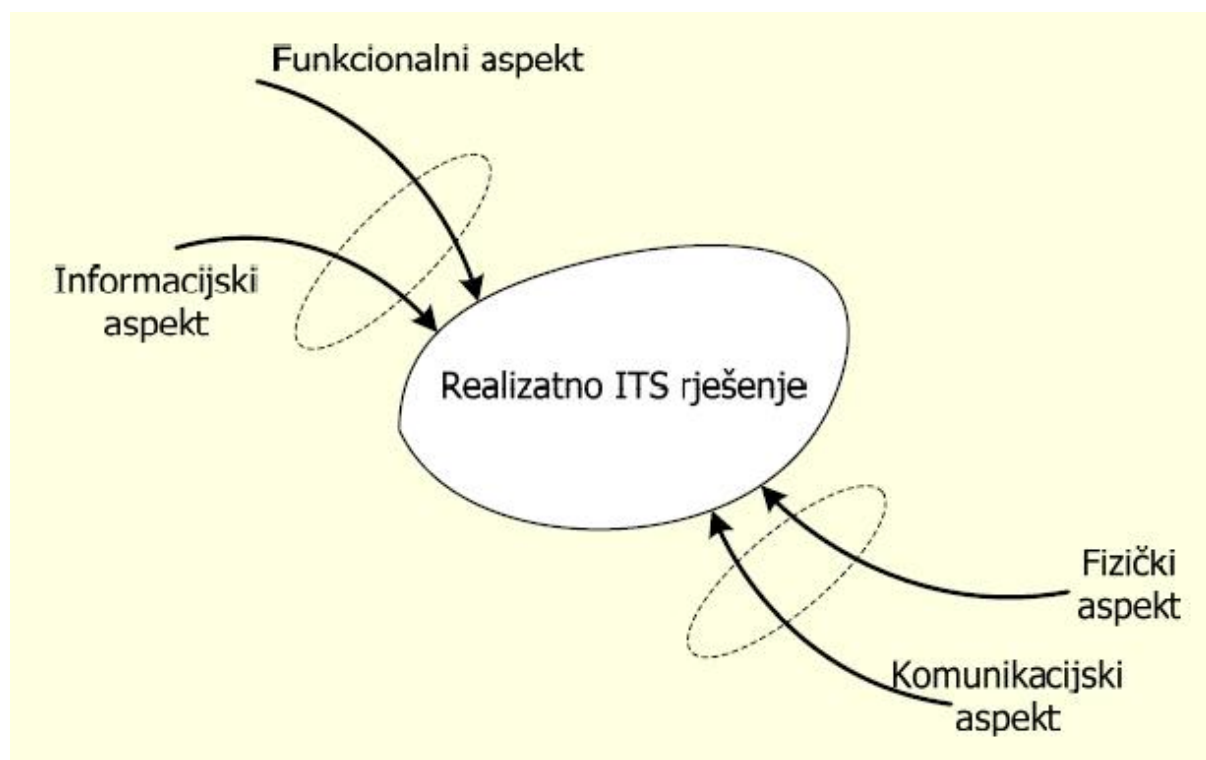 Funkcionalni aspekt
Informacijski
aspekt
Realizatno ITS rješenje
Fizički
aspekt
Komunikacijski
aspekt